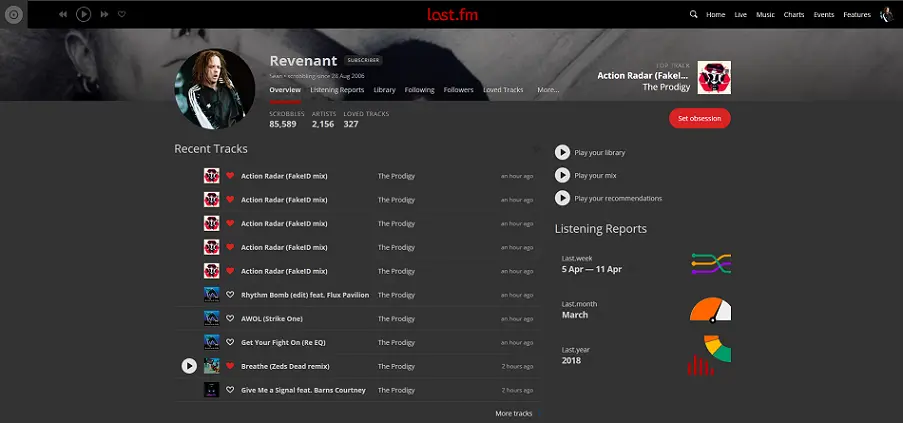 last.fm
Home Live Music Charts Events Features
Revenant SUBSCRIBER
Sean • scrobbling since 28 Aug 2006
Overview Listening Reports Library Following Followers Loved Tracks More...
TOP TRACK
Action Radar (FakeI...
The Prodigy
SCROBBLES ARTISTS LOVED TRACKS
85,589 2,156 327
Set obsession
Recent Tracks
Action Radar (FakeID mix) The Prodigy an hour ago
Action Radar (FakeID mix) The Prodigy an hour ago
Action Radar (FakeID mix) The Prodigy an hour ago
Action Radar (FakeID mix) The Prodigy an hour ago
Action Radar (FakeID mix) The Prodigy an hour ago
Rhythm Bomb (edit) feat. Flux Pavilion The Prodigy an hour ago
AWOL (Strike One) The Prodigy an hour ago
Get Your Fight On (Re EQ) The Prodigy an hour ago
Breathe (Zeds Dead remix) The Prodigy 2 hours ago
Give Me a Signal feat. Barns Courtney The Prodigy 2 hours ago
More tracks
Play your library
Play your mix
Play your recommendations
Listening Reports
Last.week
5 Apr — 11 Apr
Last.month
March
Last.year
2018